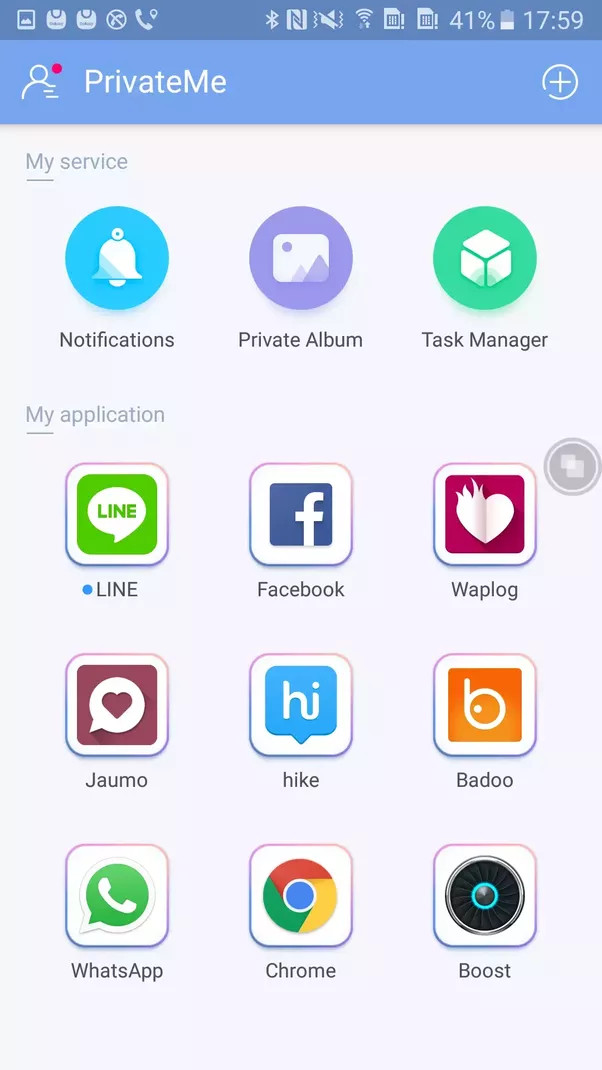 41% 17:59
PrivateMe
My service
Notifications Private Album Task Manager
My application
LINE
LINE Facebook Waplog
hi
Jaumo hike Badoo
WhatsApp Chrome Boost